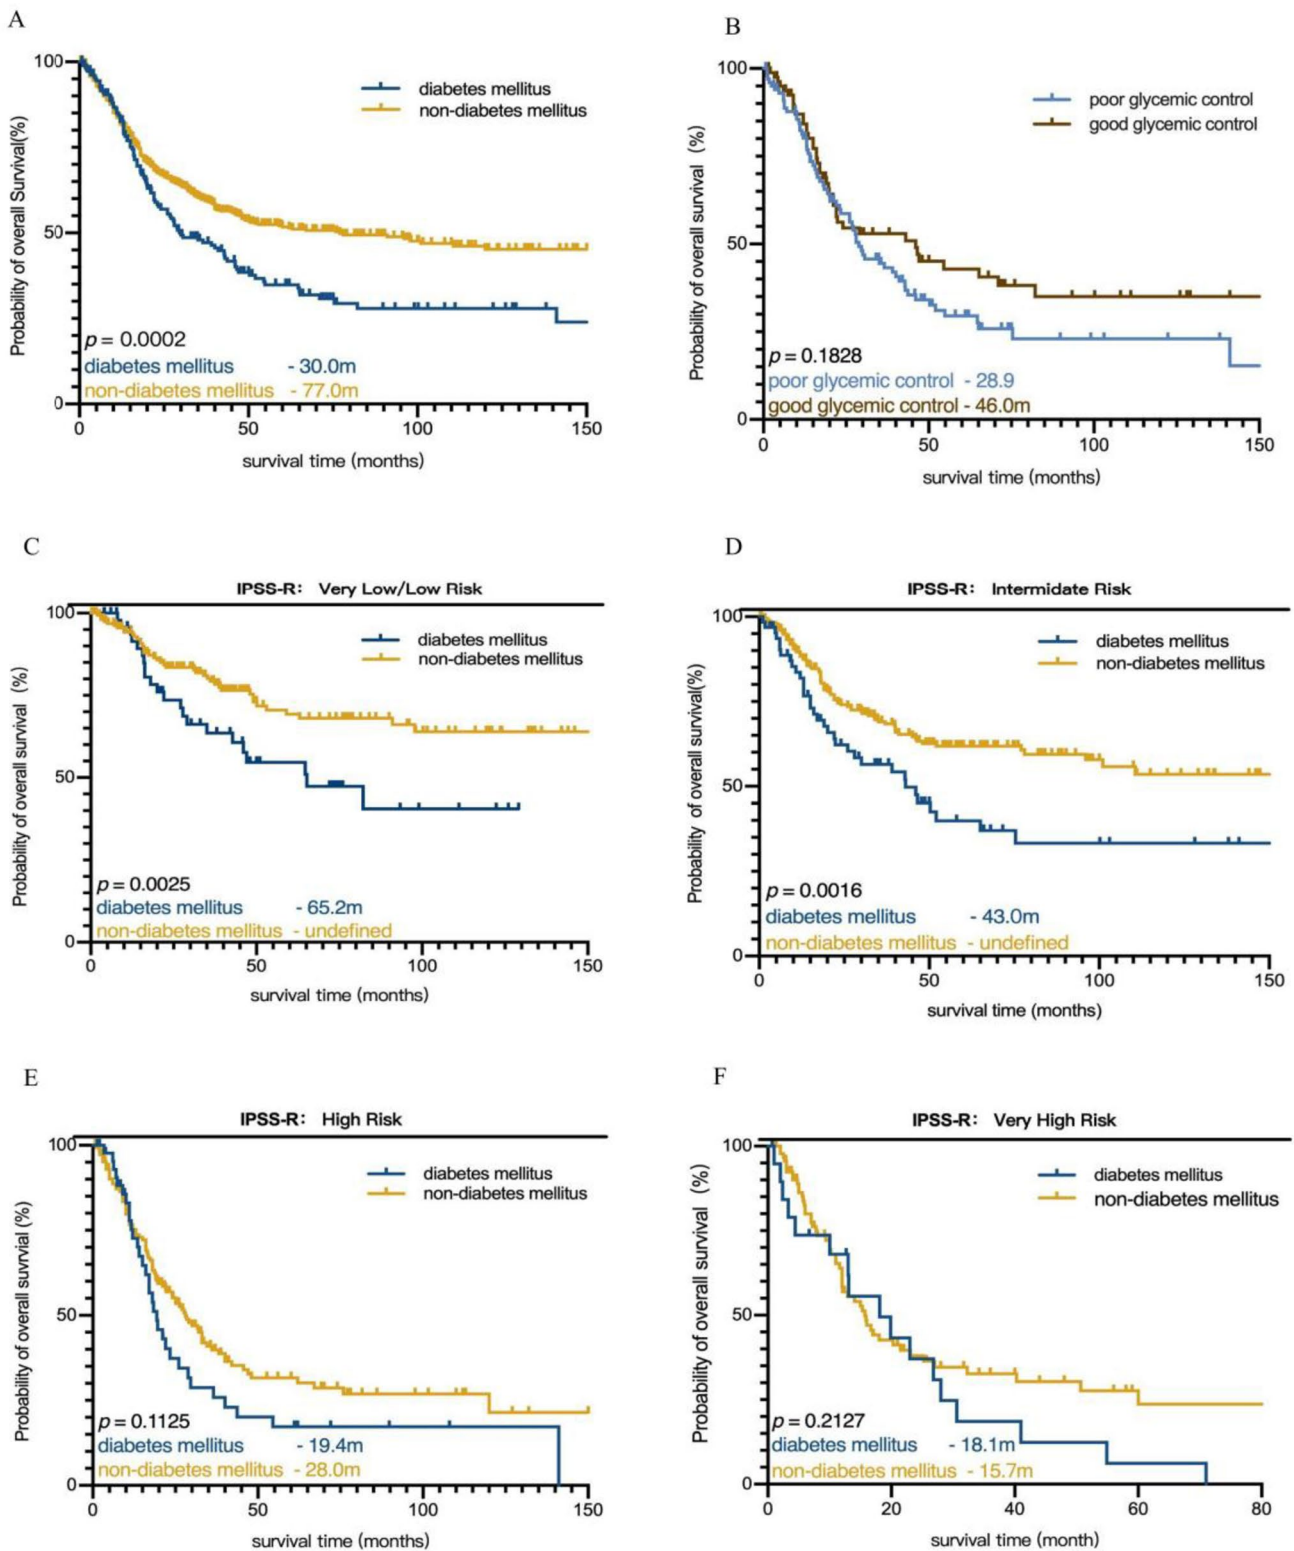 A
100
50
0
0
50
100
150
Probability of overall Survival(%)
survival time (months)
diabetes mellitus
non-diabetes mellitus
p = 0.0002
diabetes mellitus - 30.0m
non-diabetes mellitus - 77.0m
B
100
50
0
0
50
100
150
Probability of overall survival (%)
survival time (months)
poor glycemic control
good glycemic control
p = 0.1828
poor glycemic control - 28.9
good glycemic control - 46.0m
C
IPSS-R: Very Low/Low Risk
100
50
0
0
50
100
150
Probability of overall survival (%)
survival time (months)
diabetes mellitus
non-diabetes mellitus
p = 0.0025
diabetes mellitus - 65.2m
non-diabetes mellitus - undefined
D
IPSS-R: Intermidate Risk
100
50
0
0
50
100
150
Probability of overall survival(%)
survival time (months)
diabetes mellitus
non-diabetes mellitus
p = 0.0016
diabetes mellitus - 43.0m
non-diabetes mellitus - undefined
E
IPSS-R: High Risk
100
50
0
0
50
100
150
Probability of overall suvrvial (%)
survival time (months)
diabetes mellitus
non-diabetes mellitus
p = 0.1125
diabetes mellitus - 19.4m
non-diabetes mellitus - 28.0m
F
IPSS-R: Very High Risk
100
50
0
0
20
40
60
80
Probability of overall survival (%)
survival time (month)
diabetes mellitus
non-diabetes mellitus
p = 0.2127
diabetes mellitus - 18.1m
non-diabetes mellitus - 15.7m